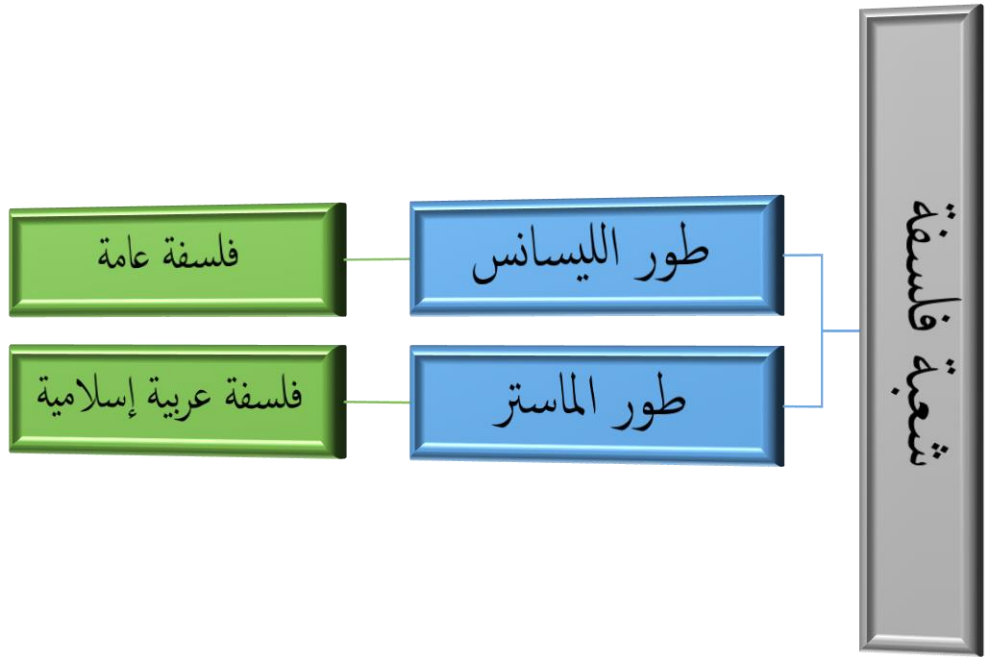 شعبة فلسفة
طور الليسانس
فلسفة عامة
طور الماستر
فلسفة عربية إسلامية